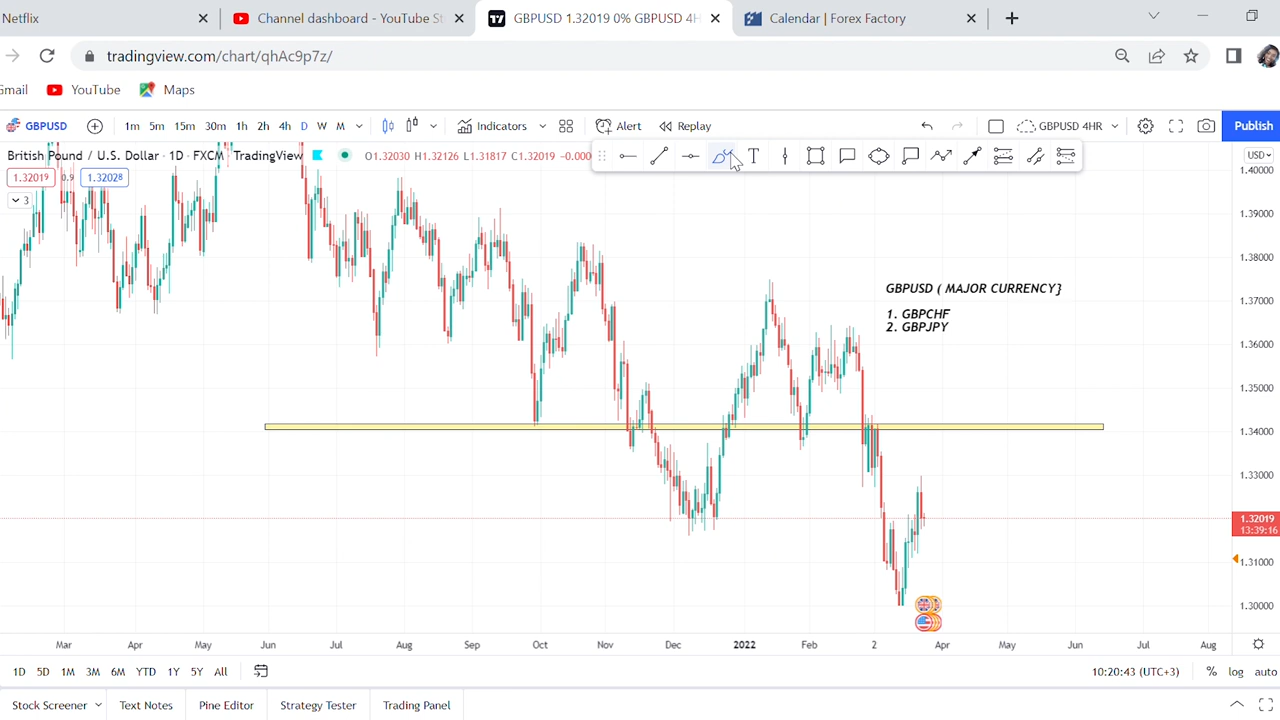 Netflix
Channel dashboard - YouTube St
GBPUSD 1.32019 0% GBPUSD 4H
Calendar | Forex Factory
tradingview.com/chart/qhAc9p7z/
Gmail
YouTube
Maps
GBPUSD
1m 5m 15m 30m 1h 2h 4h D W M
Indicators
Alert
Replay
GBPUSD 4HR
Publish
British Pound / U.S. Dollar · 1D · FXCM · TradingView
O1.32030 H1.32126 L1.31817 C1.32019 -0.000
USD
1.32019 0.9 1.32028
3
1.40000
1.39000
1.38000
1.37000
1.36000
1.35000
1.34000
1.33000
1.32019
13:39:16
1.31000
1.30000
GBPUSD ( MAJOR CURRENCY}
1. GBPCHF
2. GBPJPY
Mar Apr May Jun Jul Aug Sep Oct Nov Dec 2022 Feb 2 Apr May Jun Jul Aug
1D 5D 1M 3M 6M YTD 1Y 5Y All
10:20:43 (UTC+3) % log auto
Stock Screener Text Notes Pine Editor Strategy Tester Trading Panel